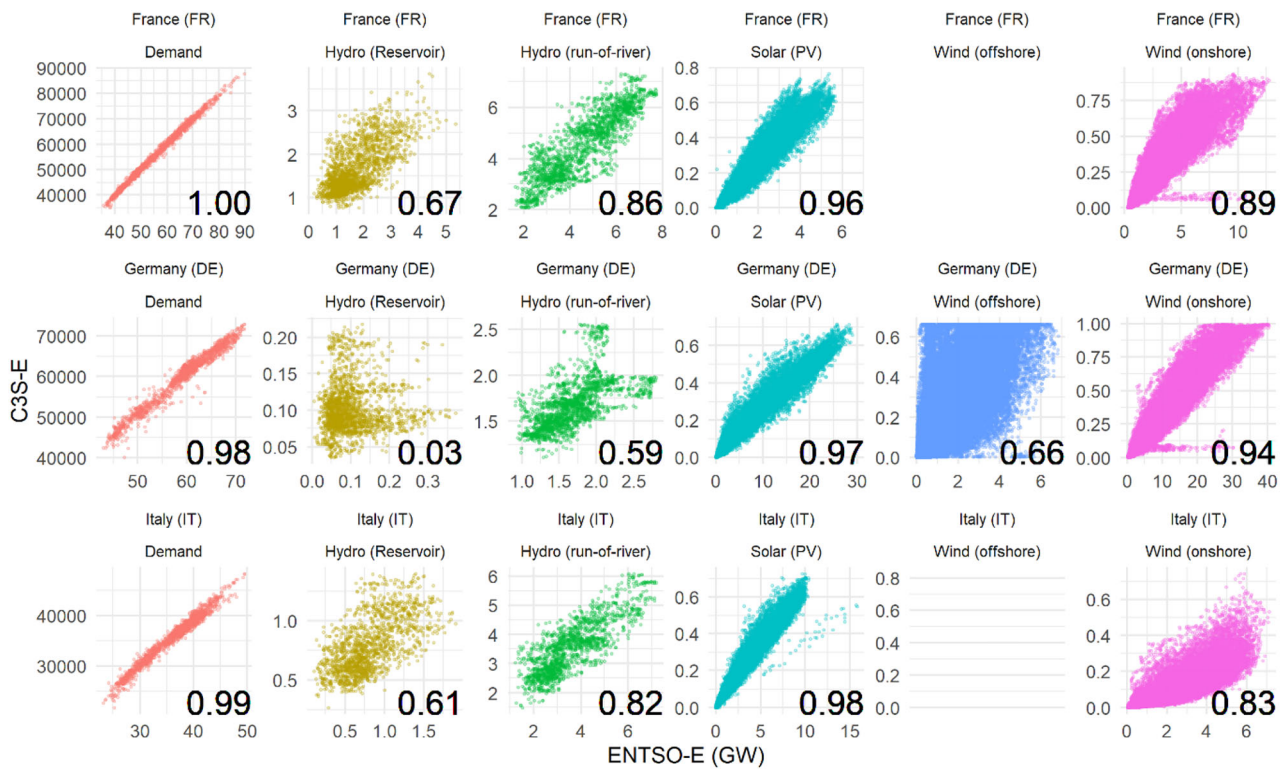 France (FR) France (FR) France (FR) France (FR) France (FR) France (FR)
Demand Hydro (Reservoir) Hydro (run-of-river) Solar (PV) Wind (offshore) Wind (onshore)
90000 80000 70000 60000 50000 40000
3 2 1
6 4 2
0.8 0.6 0.4 0.2 0.0
0.75 0.50 0.25 0.00
1.00 0.67 0.86 0.96 0.89
40 50 60 70 80 90
0 1 2 3 4 5
2 4 6 8
0 2 4 6
0 5 10
Germany (DE) Germany (DE) Germany (DE) Germany (DE) Germany (DE) Germany (DE)
Demand Hydro (Reservoir) Hydro (run-of-river) Solar (PV) Wind (offshore) Wind (onshore)
C3S-E
70000 60000 50000 40000
0.20 0.15 0.10 0.05
2.5 2.0 1.5
0.6 0.4 0.2 0.0
0.6 0.4 0.2 0.0
1.00 0.75 0.50 0.25 0.00
0.98 0.03 0.59 0.97 0.66 0.94
50 60 70
0.0 0.1 0.2 0.3
1.0 1.5 2.0 2.5
0 10 20 30
0 2 4 6
0 10 20 30 40
Italy (IT) Italy (IT) Italy (IT) Italy (IT) Italy (IT) Italy (IT)
Demand Hydro (Reservoir) Hydro (run-of-river) Solar (PV) Wind (offshore) Wind (onshore)
40000 30000
1.0 0.5
6 5 4 3 2
0.6 0.4 0.2 0.0
0.8 0.7 0.6 0.5 0.4 0.3 0.2 0.0
0.6 0.4 0.2 0.0
0.99 0.61 0.82 0.98 0.83
30 40 50
0.5 1.0 1.5
2 4 6
0 5 10 15
0 2 4 6
ENTSO-E (GW)